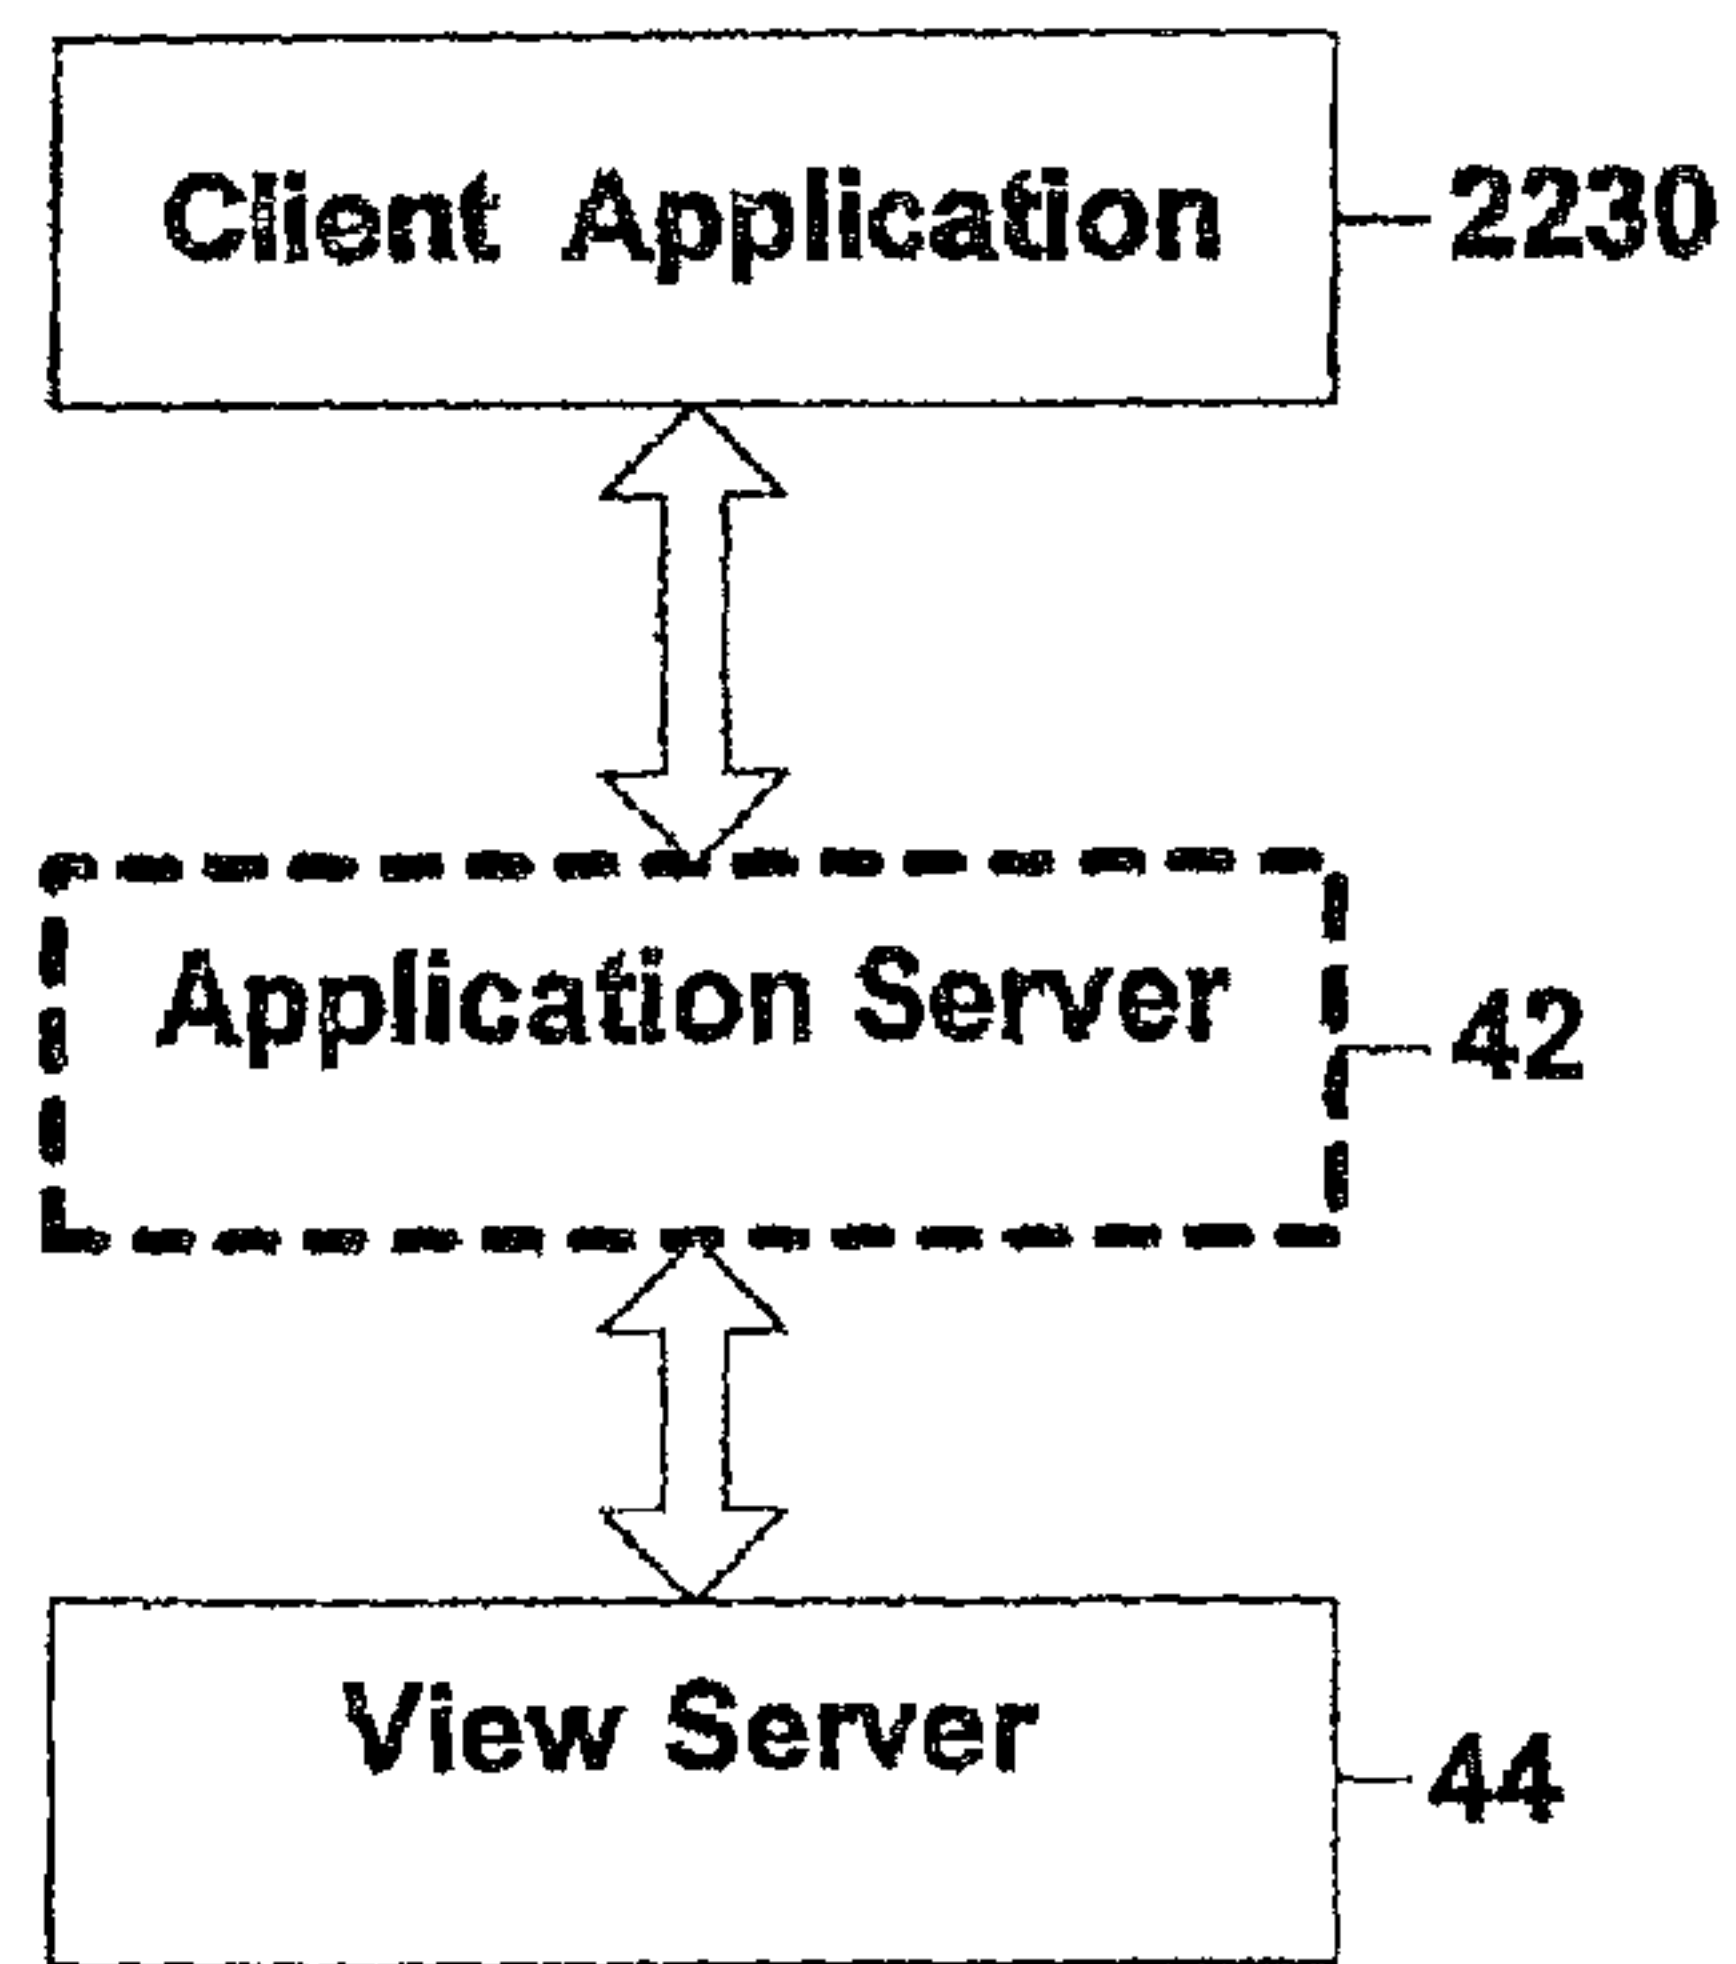 Client Application
2230
Application Server
42
View Server
44